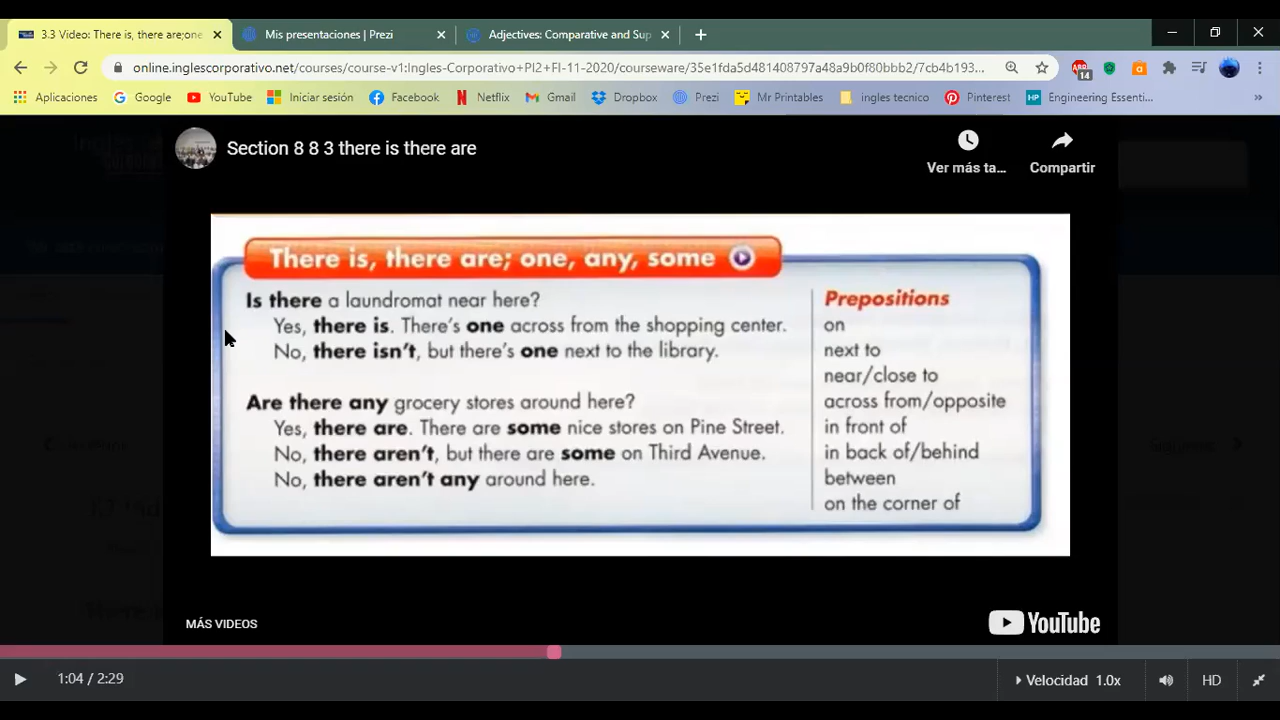 3.3 Video: There is, there are;one
Mis presentaciones | Prezi
Adjectives: Comparative and Sup
online.inglescorporativo.net/courses/course-v1:Ingles-Corporativo+PI2+FI-11-2020/courseware/35e1fda5d481408797a48a9b0f80bbb2/7cb4b193...
14
Aplicaciones
Google
YouTube
Iniciar sesión
Facebook
Netflix
Gmail
Dropbox
Prezi
Mr Printables
ingles tecnico
Pinterest
HP
Engineering Essenti...
Section 8 8 3 there is there are
Ver más ta...
Compartir
There is, there are; one, any, some
Is there a laundromat near here?
Yes, there is. There's one across from the shopping center.
No, there isn't, but there's one next to the library.
Are there any grocery stores around here?
Yes, there are. There are some nice stores on Pine Street.
No, there aren't, but there are some on Third Avenue.
No, there aren't any around here.
Prepositions
on
next to
near/close to
across from/opposite
in front of
in back of/behind
between
on the corner of
MÁS VIDEOS
YouTube
1:04 / 2:29
Velocidad 1.0x
HD